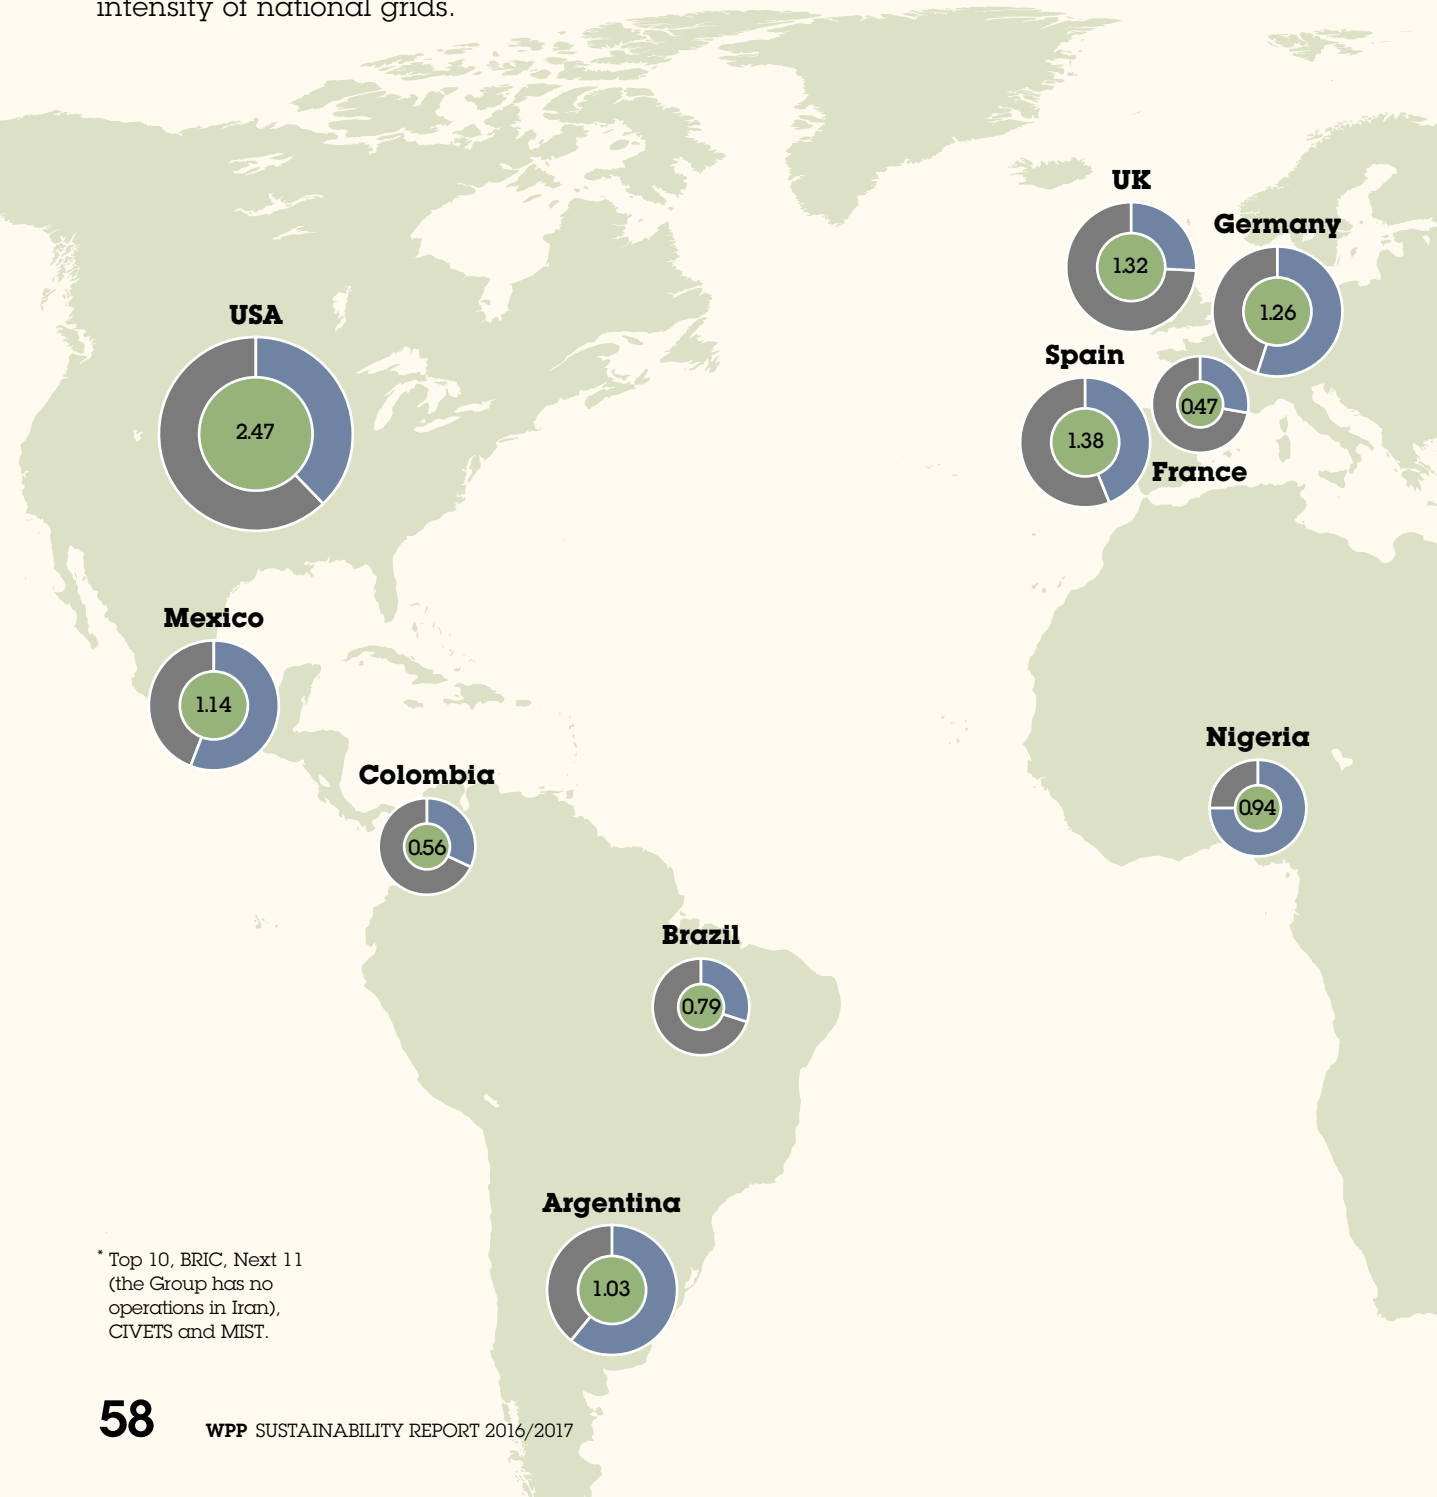 intensity of national grids.
UK
1.32
Germany
1.26
USA
2.47
Spain
1.38
0.47
France
Mexico
1.14
Colombia
0.56
Nigeria
0.94
Brazil
0.79
Argentina
1.03
* Top 10, BRIC, Next 11
(the Group has no
operations in Iran),
CIVETS and MIST.
58 WPP SUSTAINABILITY REPORT 2016/2017